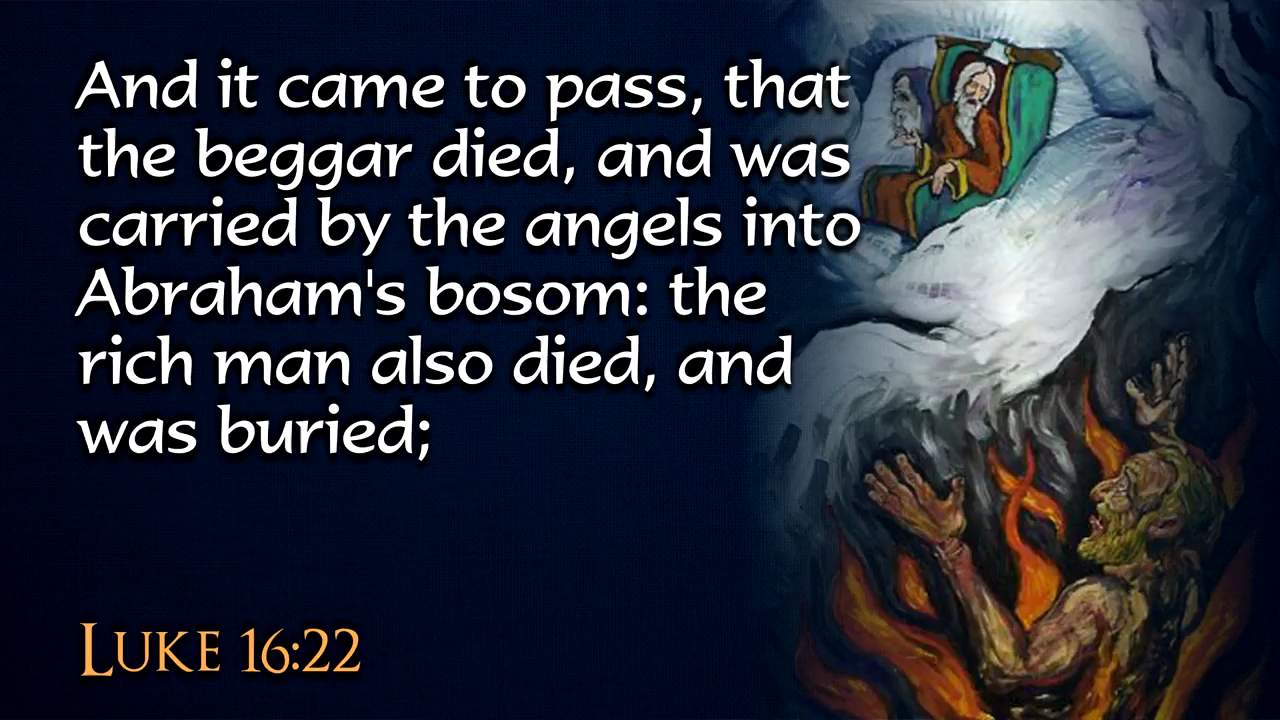 And it came to pass, that
the beggar died, and was
carried by the angels into
Abraham's bosom: the
rich man also died, and
was buried;
Luke 16:22